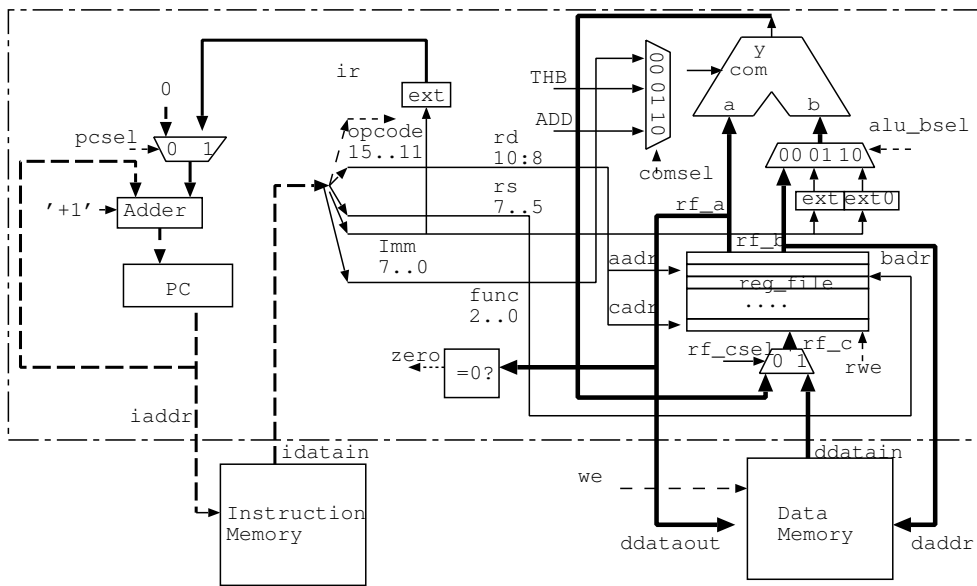 y
com
a b
00 01 10
THB
ADD
comsel
ir
ext
0
opcode
15..11
rd
10:8
pcsel
0 1
alu_bsel
00 01 10
rs
7..5
rf_a
ext ext0
'+1'
Adder
rf_b
Imm
7..0
aadr
badr
reg_file
....
PC
func
2..0
cadr
rf_csel
rf_c
0 1
rwe
zero
=0?
iaddr
idatain
ddatain
we
Instruction
Memory
Data
Memory
ddataout
daddr